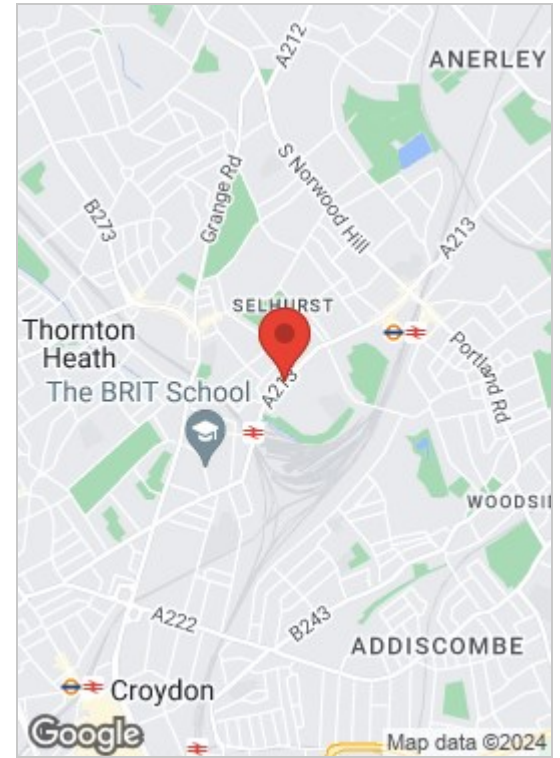 A212
ANERLEY
Grange Rd
S Norwood Hill
B273
A213
SELHURST
Thornton
Heath
Portland Rd
The BRIT School
A213
WOODSI
A222
B243
ADDISCOMBE
Croydon
Google
Map data ©2024